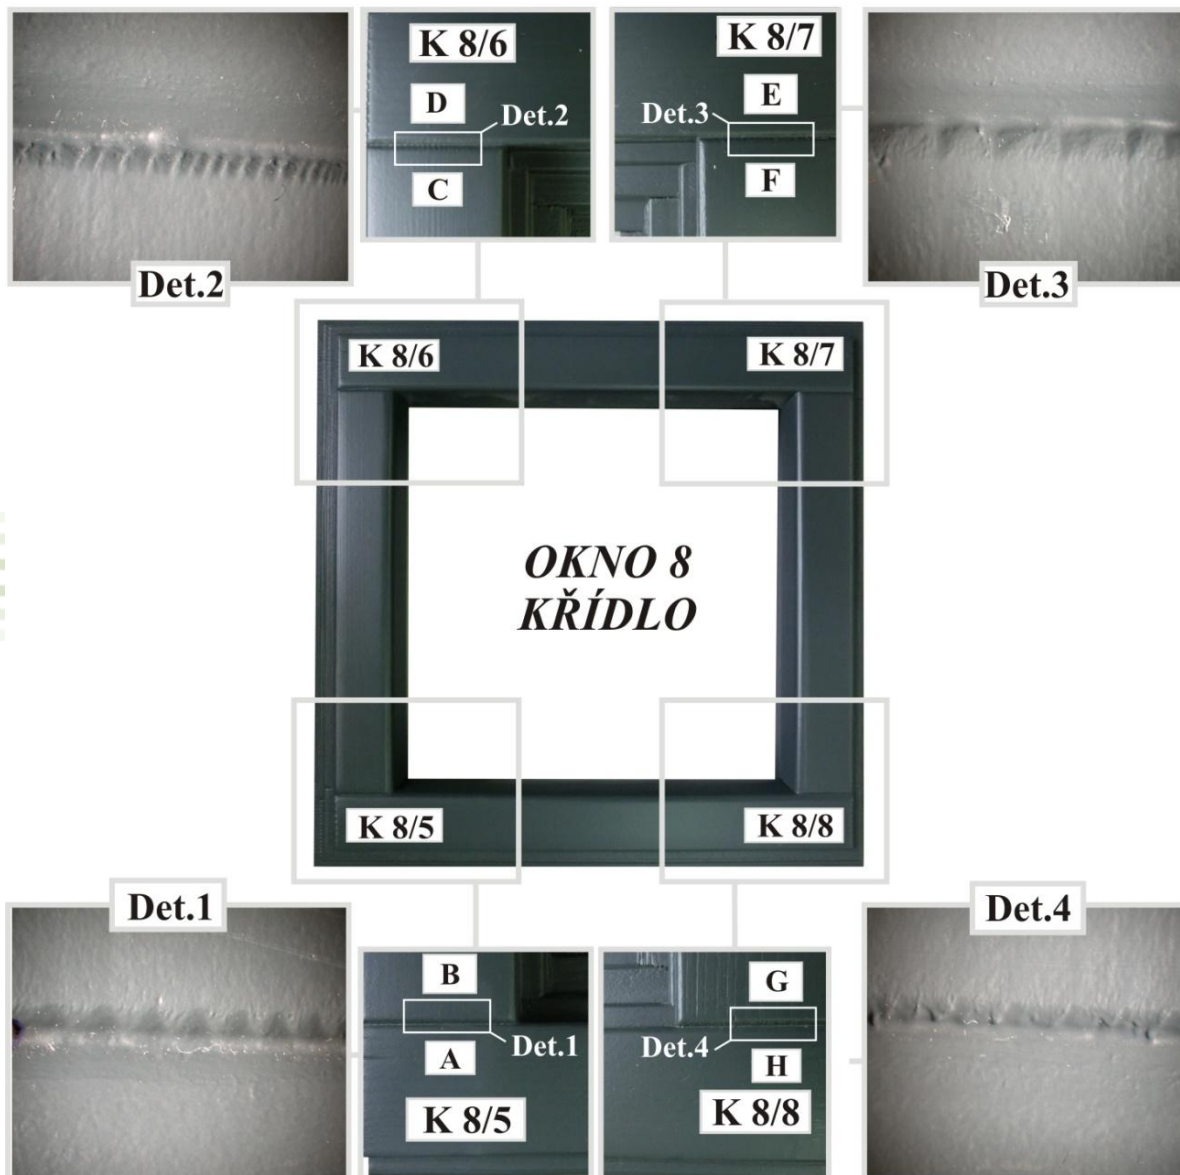 K 8/6
K 8/7
D
Det.2
E
Det.3
C
F
Det.2
Det.3
K 8/6
K 8/7
OKNO 8
KŘÍDLO
K 8/5
K 8/8
Det.1
Det.4
B
G
Det.1
Det.4
A
H
K 8/5
K 8/8